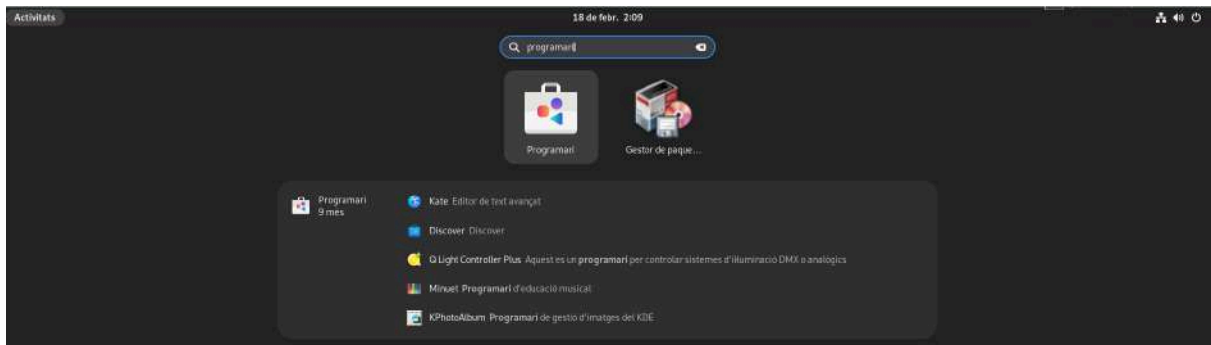 Activitats
18 de febr. 2:09
programari
Programari
Gestor de paque...
Programari
9 més
Kate Editor de text avançat
Discover Discover
Q Light Controller Plus Aquest es un programari per controlar sistemes d'il·luminació DMX o analògics
Minuet Programari d'educació musical
KPhotoAlbum Programari de gestió d'imatges del KDE